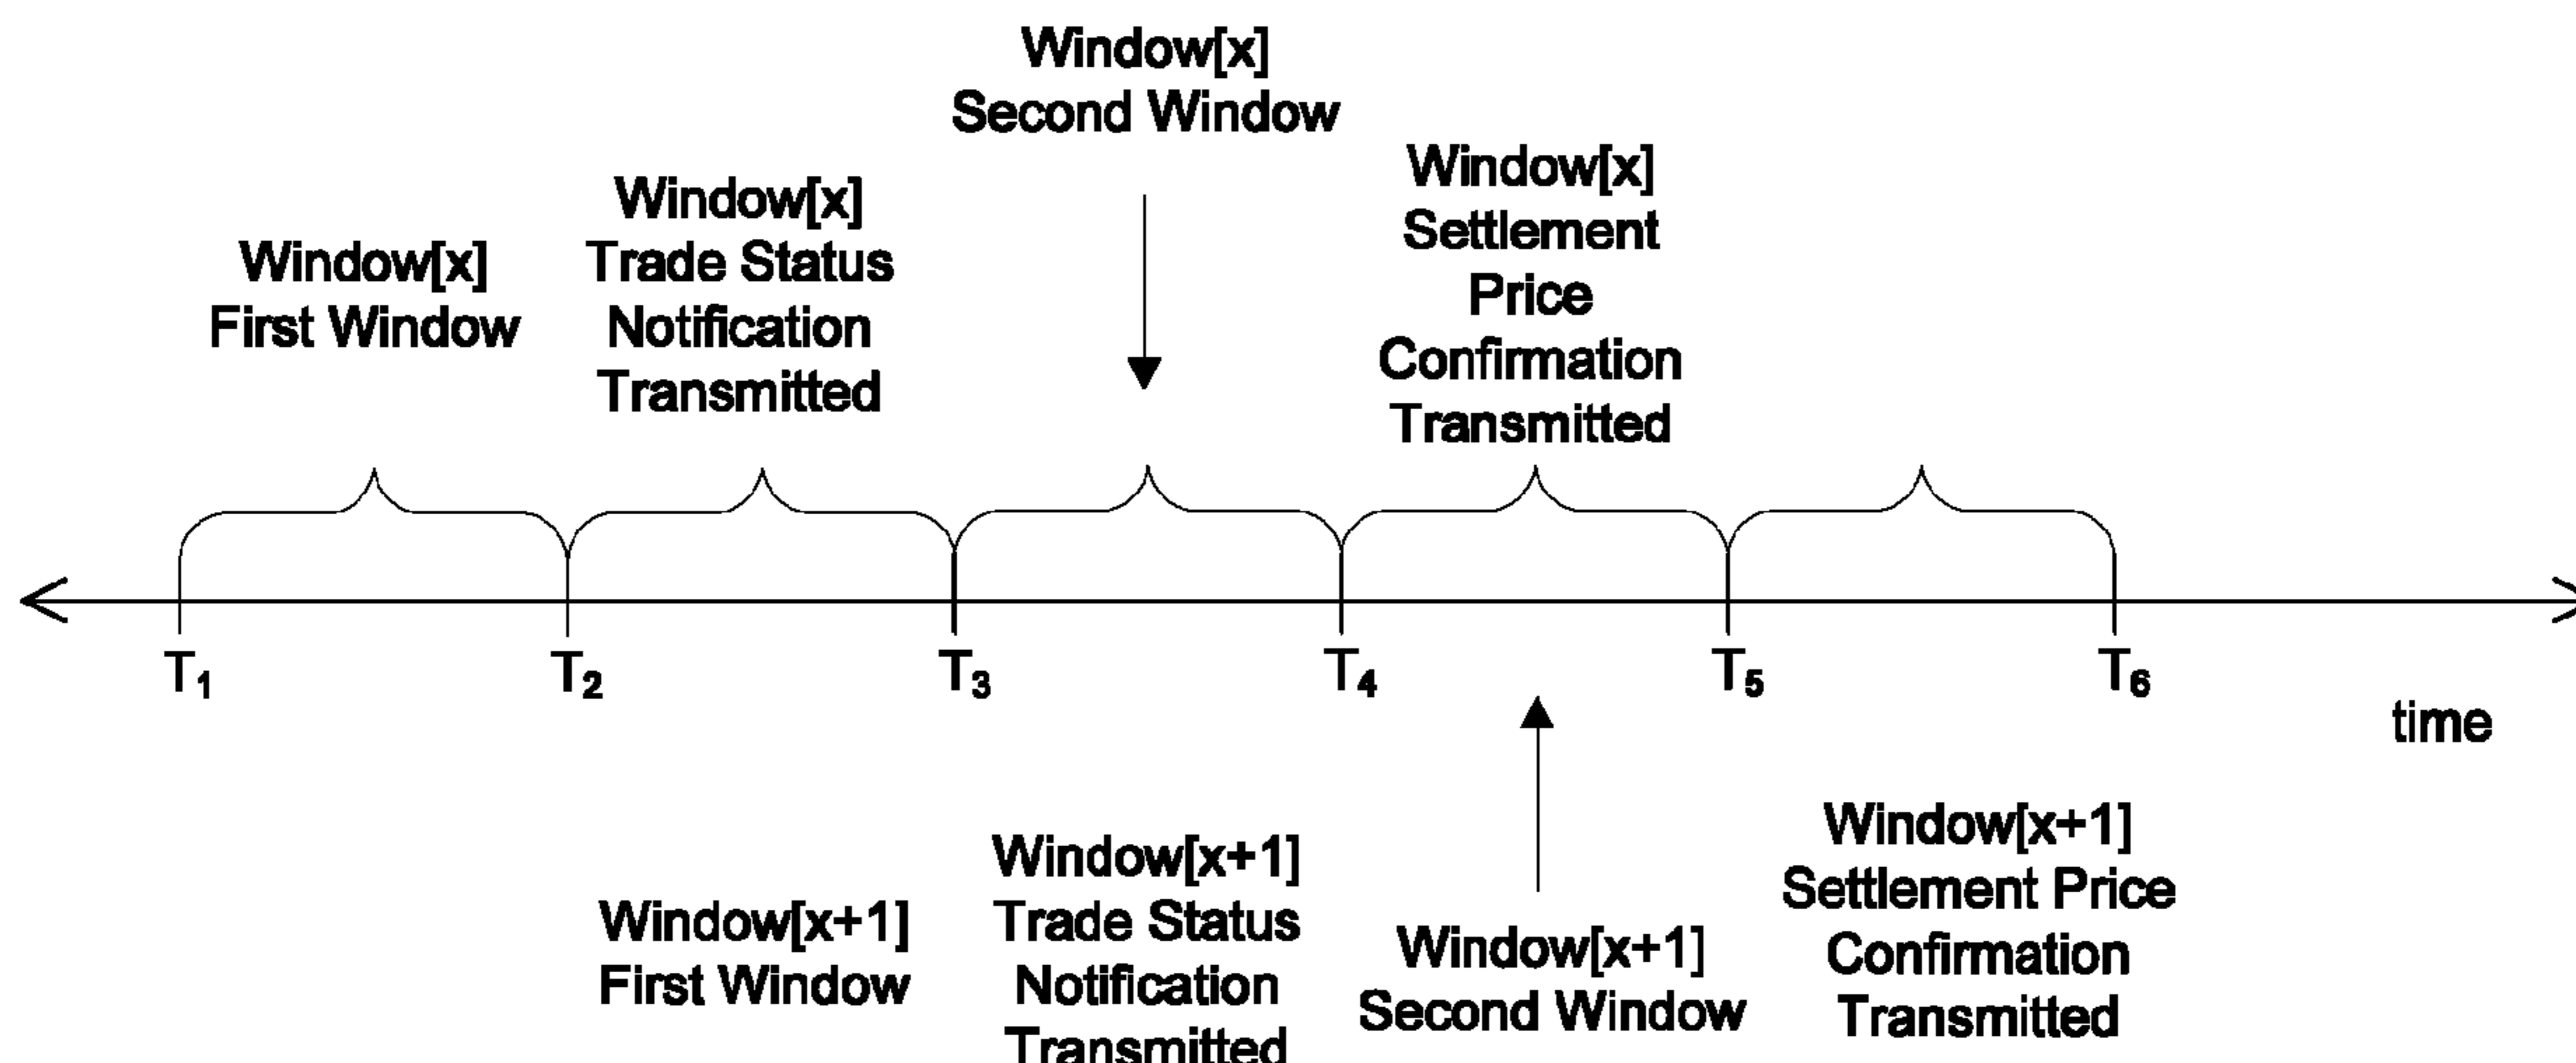 Window[x]
Second Window
Window[x]
Settlement
Price
Confirmation
Transmitted
Window[x]
Trade Status
Notification
Transmitted
Window[x]
First Window
T1
T2
T3
T4
T5
T6
time
Window[x+1]
First Window
Window[x+1]
Trade Status
Notification
Transmitted
Window[x+1]
Second Window
Window[x+1]
Settlement Price
Confirmation
Transmitted